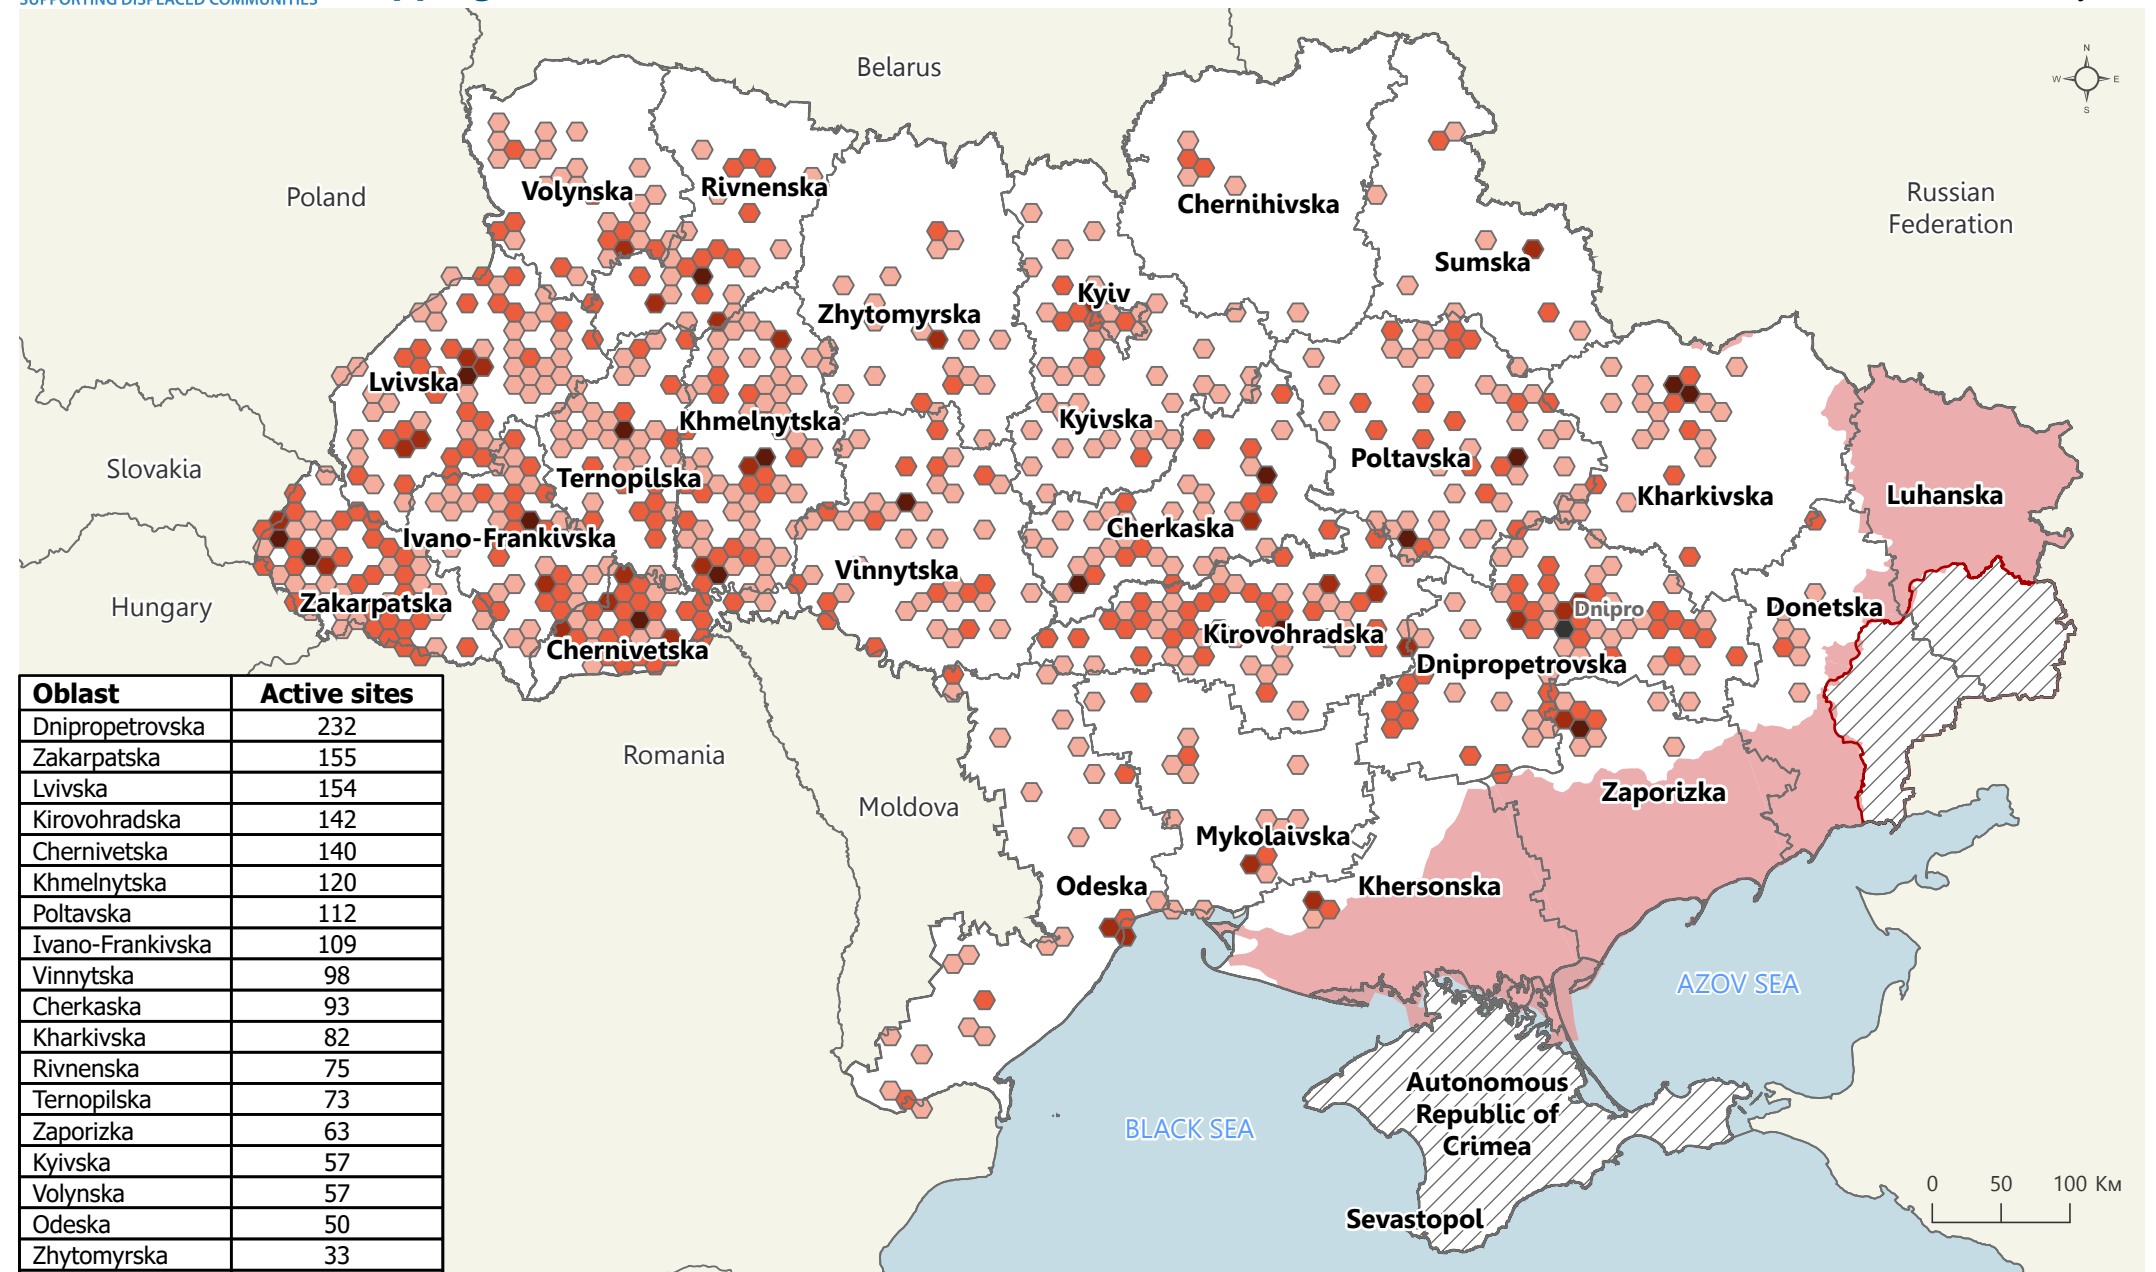 SUPPORTING DISPLACED COMMUNITIES
N
W
E
S
Belarus
Poland
Russian
Federation
Slovakia
Hungary
Romania
Moldova
Volynska
Rivnenska
Chernihivska
Sumska
Kyiv
Zhytomyrska
Lvivska
Khmelnytska
Kyivska
Poltavska
Ternopilska
Kharkivska
Luhanska
Ivano-Frankivska
Cherkaska
Vinnytska
Zakarpatska
Dnipro
Donetska
Kirovohradska
Chernivetska
Dnipropetrovska
Zaporizka
Mykolaivska
Odeska
Khersonska
AZOV SEA
BLACK SEA
Autonomous
Republic of
Crimea
Sevastopol
0 50 100 Км
Oblast Active sites
Dnipropetrovska 232
Zakarpatska 155
Lvivska 154
Kirovohradska 142
Chernivetska 140
Khmelnytska 120
Poltavska 112
Ivano-Frankivska 109
Vinnytska 98
Cherkaska 93
Kharkivska 82
Rivnenska 75
Ternopilska 73
Zaporizka 63
Kyivska 57
Volynska 57
Odeska 50
Zhytomyrska 33